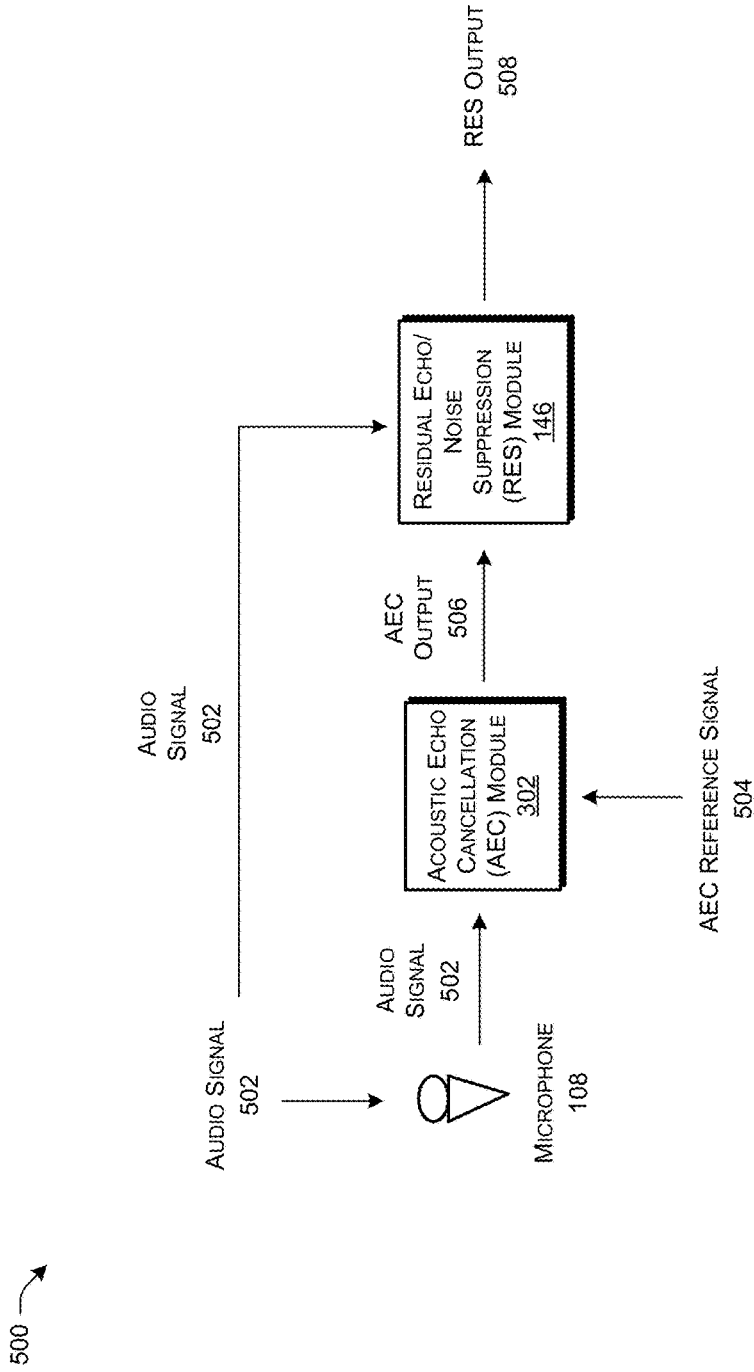 500
AUDIO SIGNAL
502
AUDIO
SIGNAL
502
MICROPHONE
108
AUDIO
SIGNAL
502
ACOUSTIC ECHO
CANCELLATION
(AEC) MODULE
302
AEC REFERENCE SIGNAL
504
AEC
OUTPUT
506
RESIDUAL ECHO/
NOISE
SUPPRESSION
(RES) MODULE
146
RES OUTPUT
508